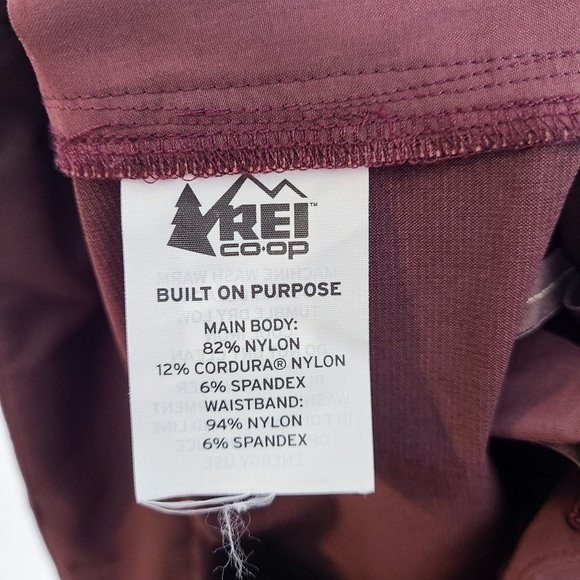 REI™
CO·OP
BUILT ON PURPOSE
MAIN BODY:
82% NYLON
12% CORDURA® NYLON
6% SPANDEX
WAISTBAND:
94% NYLON
6% SPANDEX